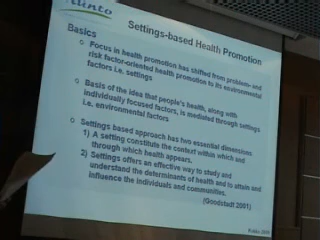 Settings-based Health Promotion
Basics
Focus in health promotion has shifted from problem- and
risk factor-oriented health promotion to its environmental
factors i.e. settings
Basis of the idea that people's health, along with
individually focused factors, is mediated through settings
i.e. environmental factors
Settings based approach has two essential dimensions
1) A setting constitute the context within which and
through which health appears.
2) Settings offers an effective way to study and
understand the determinants of health and to attain and
influence the individuals and communities.
(Goodstadt 2001)